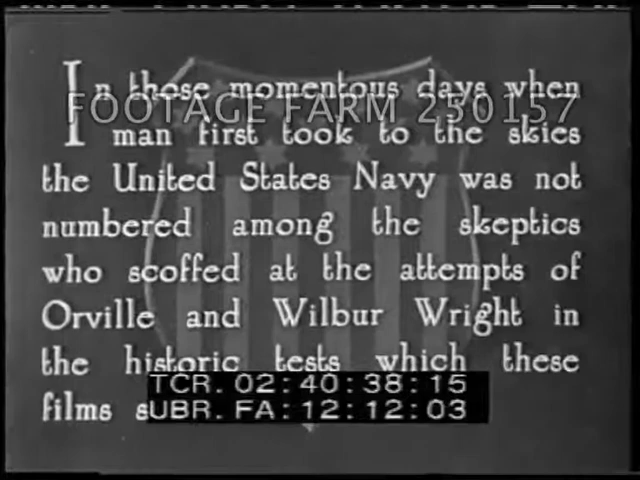 In those momentous days when
FOOTAGE FARM 250157
man first took to the skies
the United States Navy was not
numbered among the skeptics
who scoffed at the attempts of
Orville and Wilbur Wright in
the historic tests which these
films
TCR. 02:40:38:15
UBR. FA:12:12:03